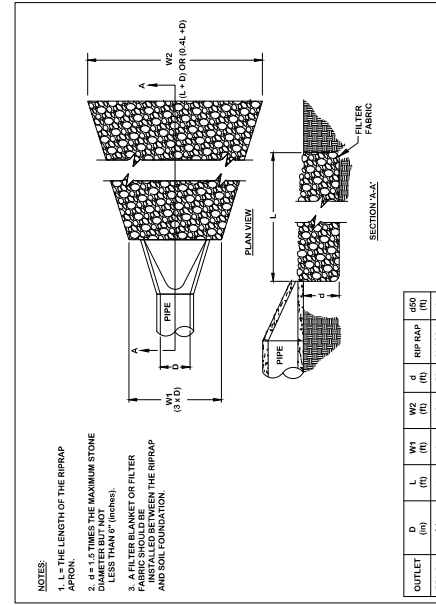 NOTES:
1. L = THE LENGTH OF THE RIPRAP
APRON.
2. d = 1.5 TIMES THE MAXIMUM STONE
DIAMETER BUT NOT
LESS THAN 6" (inches).
3. A FILTER BLANKET OR FILTER
FABRIC SHOULD BE
INSTALLED BETWEEN THE RIPRAP
AND SOIL FOUNDATION.
W1
(3 x D)
D
A
PIPE
A
W2
(L + D) OR (0.4L +D)
PLAN VIEW
PIPE
d
L
FILTER
FABRIC
SECTION 'A-A'
OUTLET D L W1 W2 d RIP RAP d50
(in) (ft) (ft) (ft) (ft) (ft)